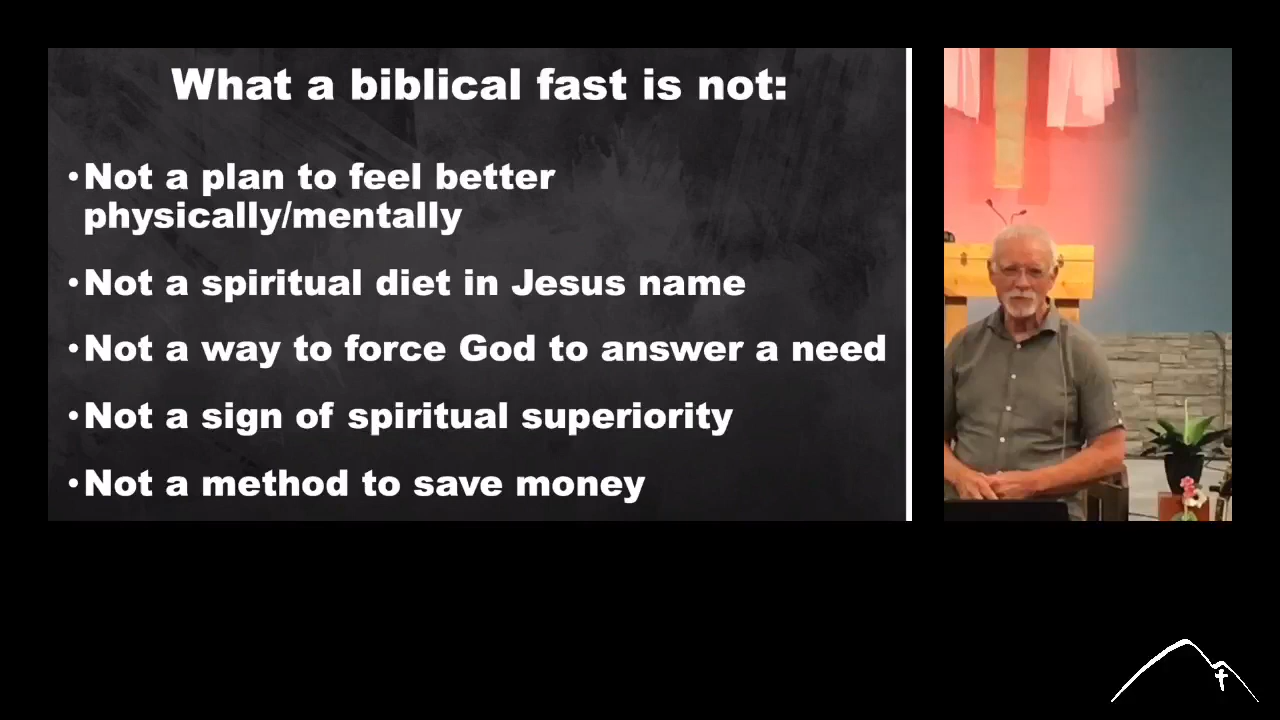 What a biblical fast is not:
•Not a plan to feel better
physically/mentally
•Not a spiritual diet in Jesus name
•Not a way to force God to answer a need
•Not a sign of spiritual superiority
•Not a method to save money